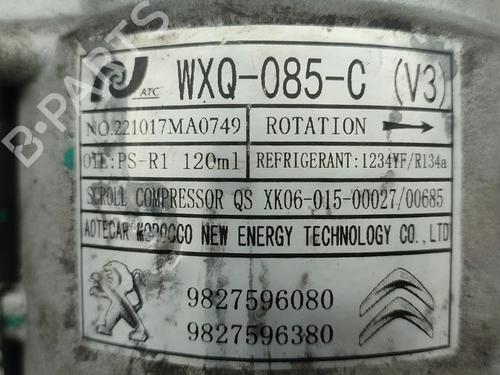 B-PARTS
ATC WXQ-085-C (V3)
NO.221017MA0749 ROTATION
OIL:PS-R1 120ml REFRIGERANT:1234YF/R134a
SCROLL COMPRESSOR QS XK06-015-00027/00685
AOTECAR MOROCCO NEW ENERGY TECHNOLOGY CO.,LTD
9827596080
9827596380